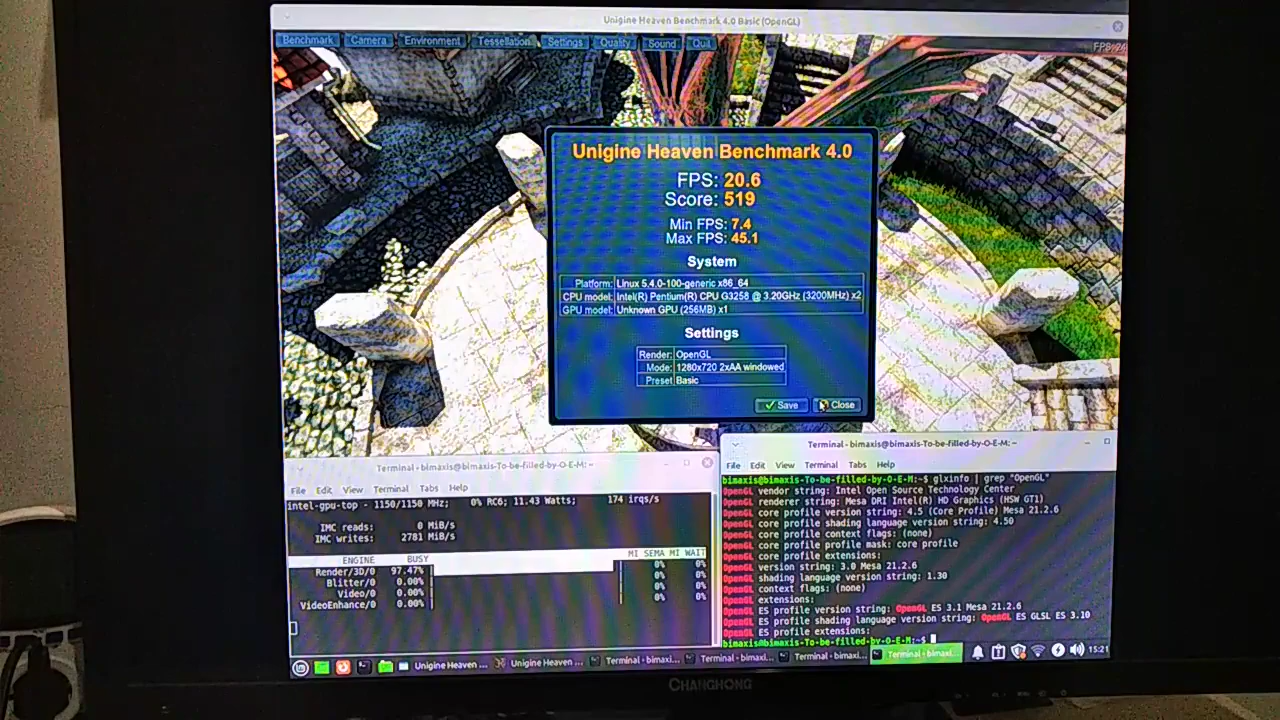 Unigine Heaven Benchmark 4.0 Basic (OpenGL)
Benchmark Camera Environment Tessellation Settings Quality Sound Quit
FPS: 24
Unigine Heaven Benchmark 4.0
FPS: 20.6
Score: 519
Min FPS: 7.4
Max FPS: 45.1
System
Platform: Linux 5.4.0-100-generic x86_64
CPU model: Intel(R) Pentium(R) CPU G3258 @ 3.20GHz (3200MHz) x2
GPU model: Unknown GPU (256MB) x1
Settings
Render: OpenGL
Mode: 1280x720 2xAA windowed
Preset Basic
Save Close
Terminal - bimaxis@bimaxis-To-be-filled-by-O-E-M: ~
File Edit View Terminal Tabs Help
intel-gpu-top - 1150/1150 MHz; 0% RC6; 11.43 Watts; 174 irqs/s
IMC reads: 0 MiB/s
IMC writes: 2781 MiB/s
ENGINE BUSY MI SEMA MI WAIT
Render/3D/0 97.47% 0% 0%
Blitter/0 0.00% 0% 0%
Video/0 0.00% 0% 0%
VideoEnhance/0 0.00% 0% 0%
Terminal - bimaxis@bimaxis-To-be-filled-by-O-E-M: ~
File Edit View Terminal Tabs Help
bimaxis@bimaxis-To-be-filled-by-O-E-M:~$ glxinfo | grep "OpenGL"
OpenGL vendor string: Intel Open Source Technology Center
OpenGL renderer string: Mesa DRI Intel(R) HD Graphics (HSW GT1)
OpenGL core profile version string: 4.5 (Core Profile) Mesa 21.2.6
OpenGL core profile shading language version string: 4.50
OpenGL core profile context flags: (none)
OpenGL core profile profile mask: core profile
OpenGL core profile extensions:
OpenGL version string: 3.0 Mesa 21.2.6
OpenGL shading language version string: 1.30
OpenGL context flags: (none)
OpenGL extensions:
OpenGL ES profile version string: OpenGL ES 3.1 Mesa 21.2.6
OpenGL ES profile shading language version string: OpenGL ES GLSL ES 3.10
OpenGL ES profile extensions:
bimaxis@bimaxis-To-be-filled-by-O-E-M:~$
Unigine Heaven ... Unigine Heaven ... Terminal - bimaxi... Terminal - bimaxi... Terminal - bimaxi... Terminal - bimaxi... 15:21
CHANGHONG